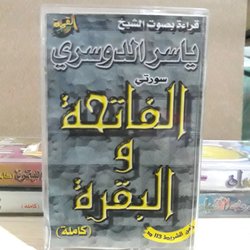 قراءة بصوت الشيخ
ياسر الدوسري
سورتي
الفاتحة
و
البقرة
(كاملة)